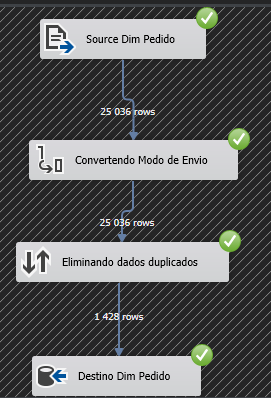 Source Dim Pedido
25 036 rows
Convertendo Modo de Envio
25 036 rows
Eliminando dados duplicados
1 428 rows
Destino Dim Pedido